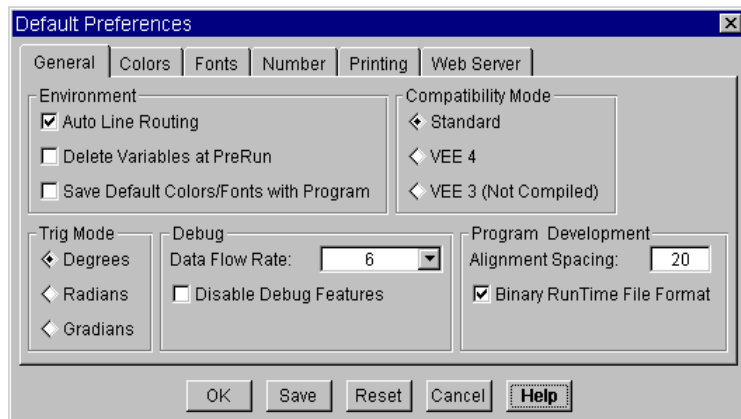 Default Preferences
General Colors Fonts Number Printing Web Server
Environment
Auto Line Routing
Delete Variables at PreRun
Save Default Colors/Fonts with Program
Compatibility Mode
Standard
VEE 4
VEE 3 (Not Compiled)
Trig Mode
Degrees
Radians
Gradians
Debug
Data Flow Rate: 6
Disable Debug Features
Program Development
Alignment Spacing: 20
Binary RunTime File Format
OK Save Reset Cancel Help